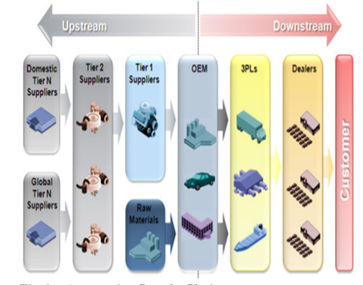 Upstream
Downstream
Domestic
Tier N
Suppliers
Tier 2
Suppliers
Tier 1
Suppliers
OEM
3PLs
Dealers
Global
Tier N
Suppliers
Raw
Materials
Customer